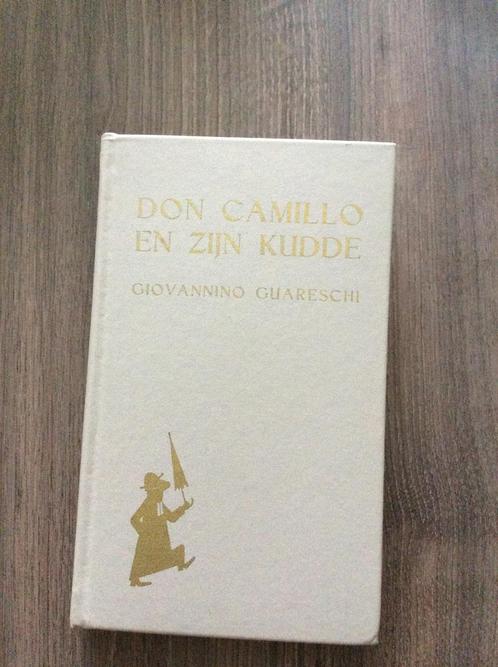 DON CAMILLO
EN ZIJN KUDDE
GIOVANNINO GUARESCHI